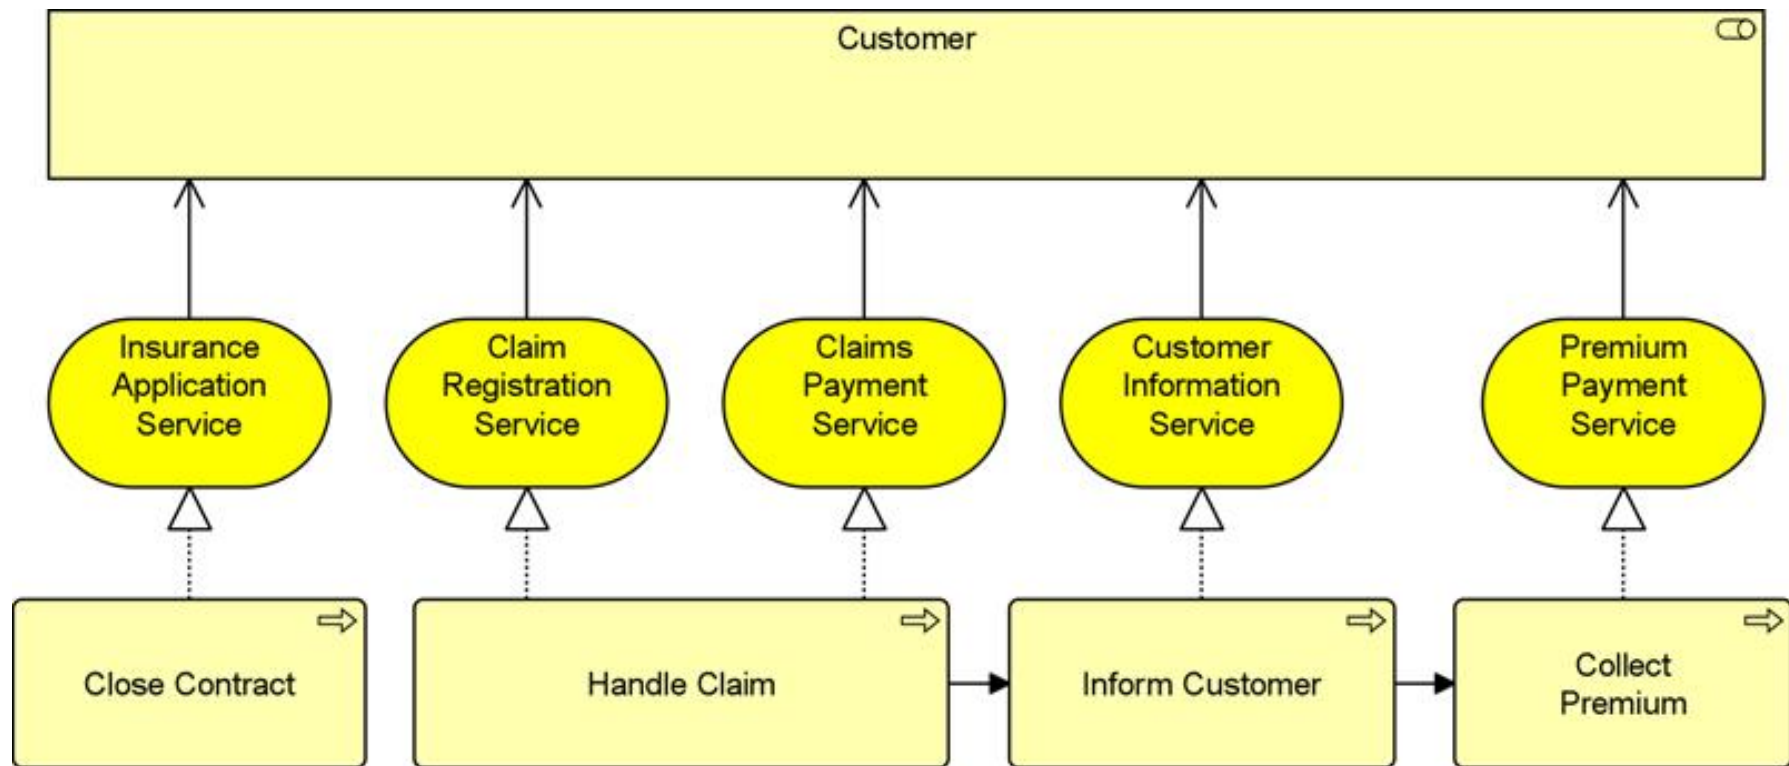 Customer
Insurance
Application
Service
Claim
Registration
Service
Claims
Payment
Service
Customer
Information
Service
Premium
Payment
Service
Close Contract
Handle Claim
Inform Customer
Collect
Premium